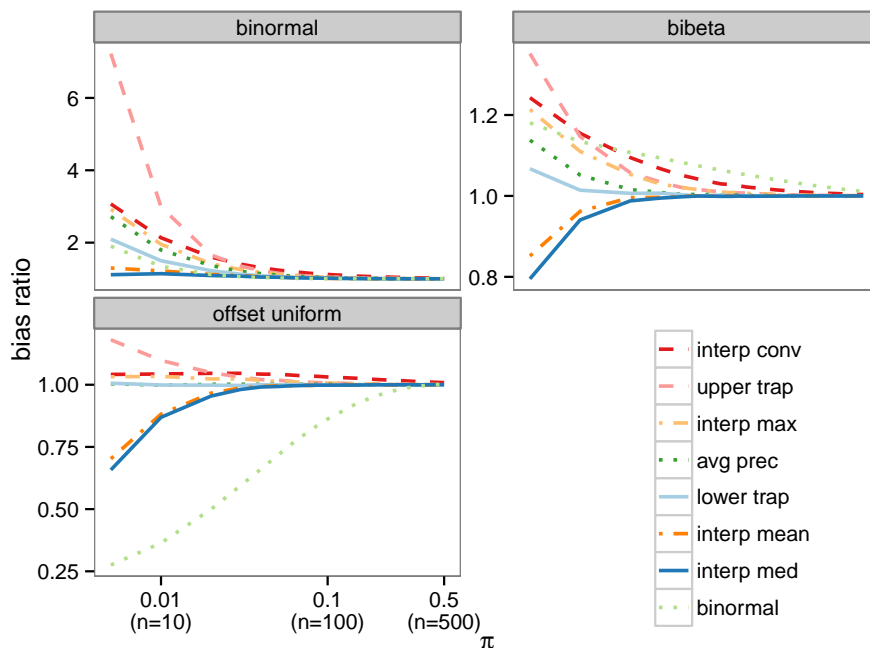 binormal
bibeta
6
4
2
1.2
1.0
0.8
bias ratio
offset uniform
1.00
0.75
0.50
0.25
0.01
(n=10)
0.1
(n=100)
0.5
(n=500)
π
interp conv
upper trap
interp max
avg prec
lower trap
interp mean
interp med
binormal